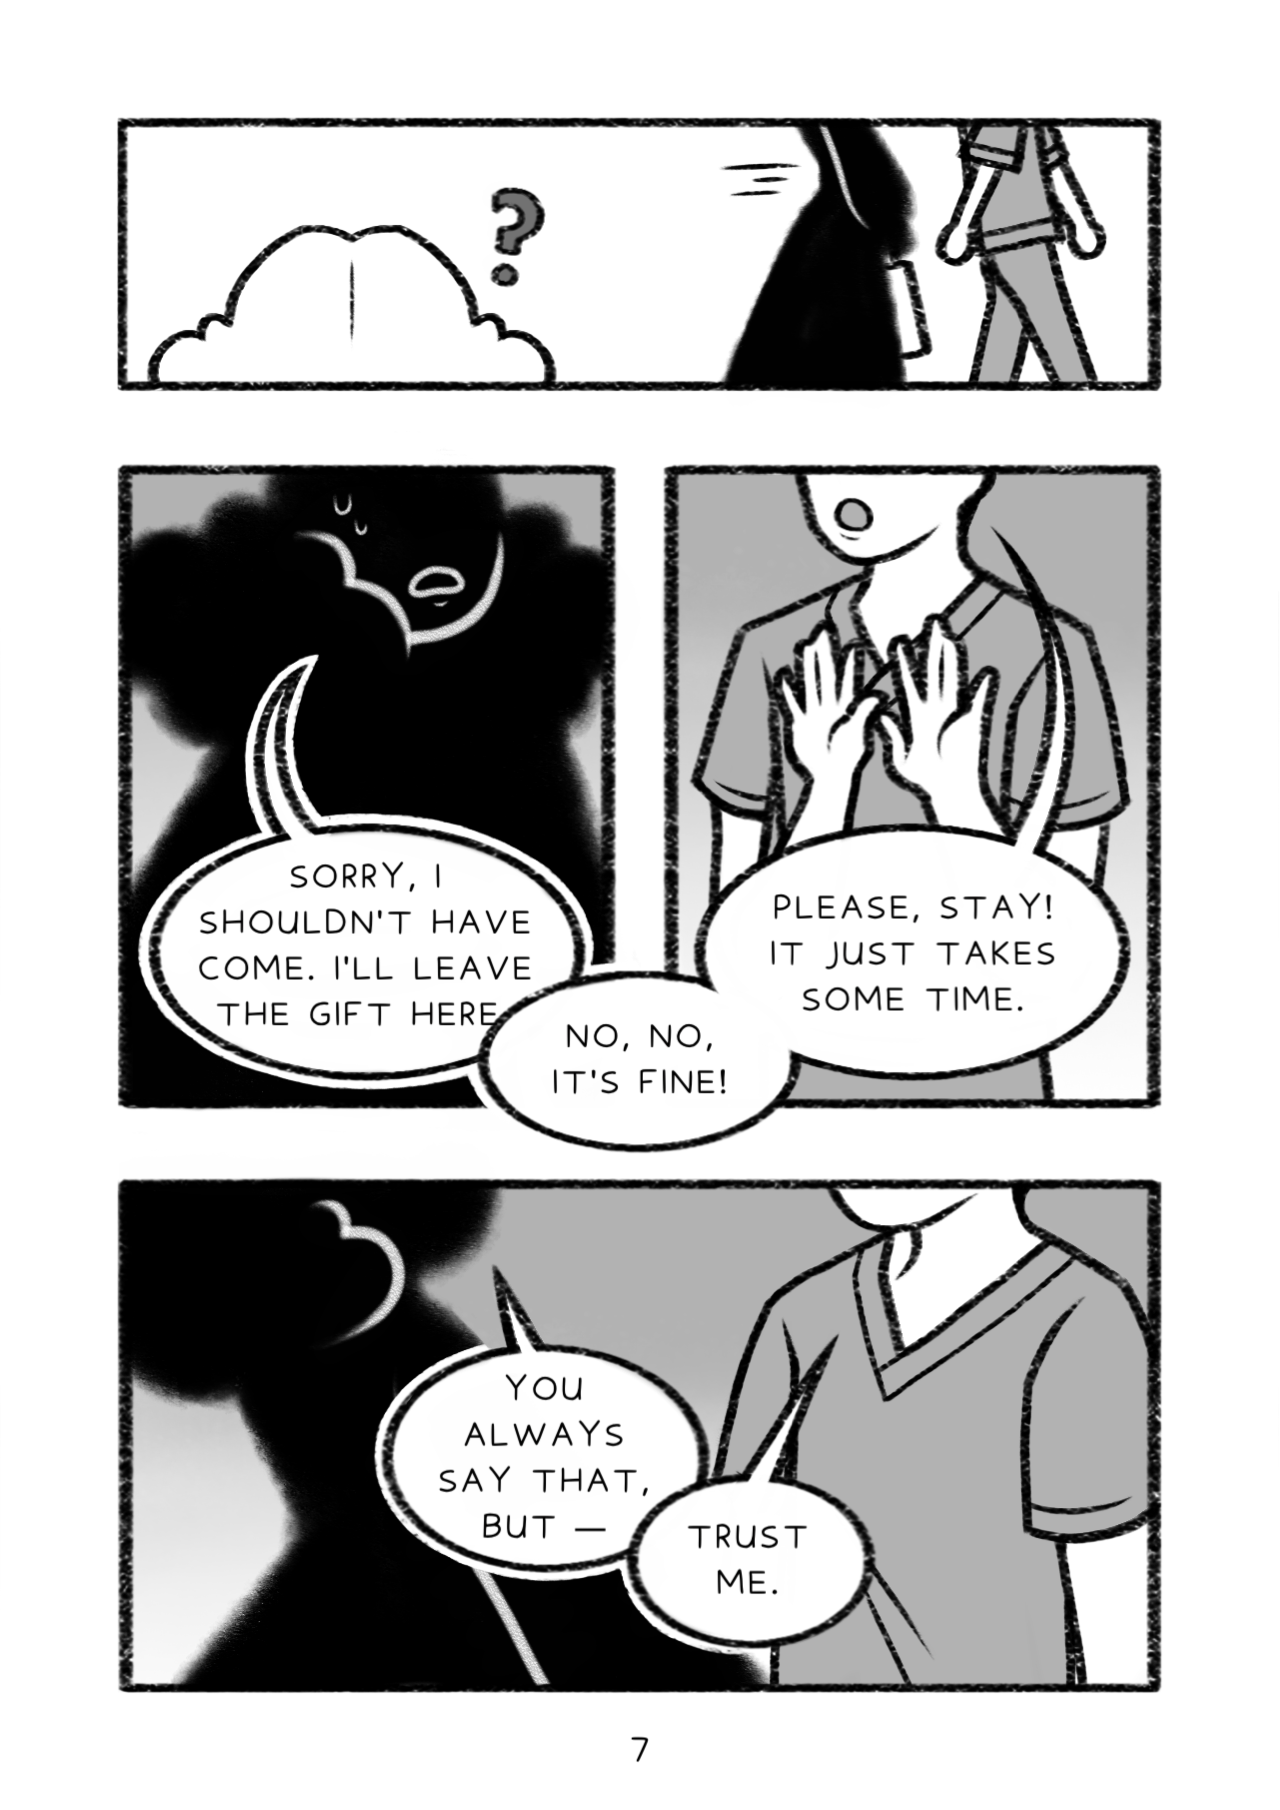 ?
SORRY, I
SHOULDN'T HAVE
COME. I'LL LEAVE
THE GIFT HERE
NO, NO,
IT'S FINE!
PLEASE, STAY!
IT JUST TAKES
SOME TIME.
YOU
ALWAYS
SAY THAT,
BUT —
TRUST
ME.
7